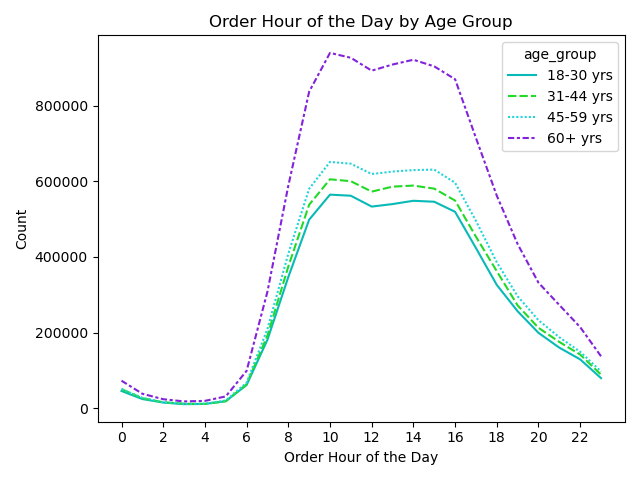 Order Hour of the Day by Age Group
age_group
18-30 yrs
31-44 yrs
45-59 yrs
60+ yrs
Count
800000
600000
400000
200000
0
0 2 4 6 8 10 12 14 16 18 20 22
Order Hour of the Day